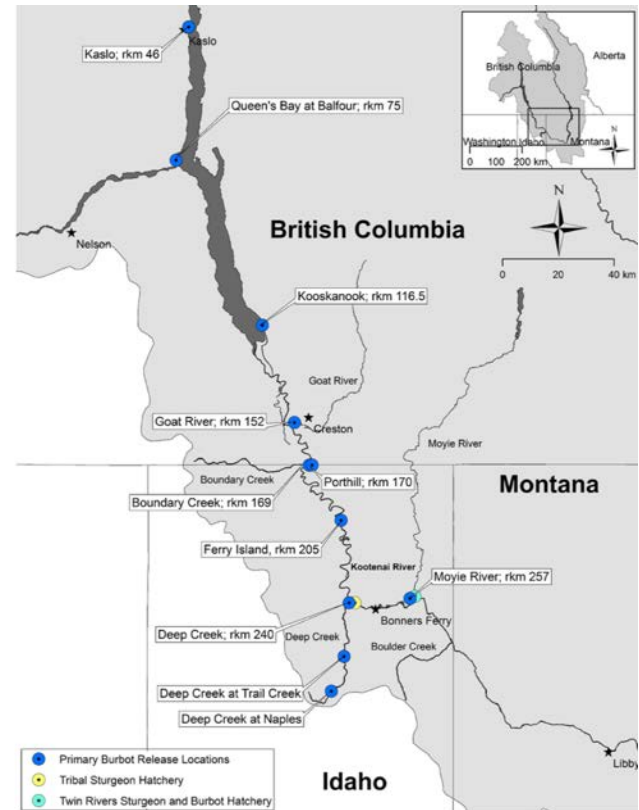 Kaslo
Kaslo; rkm 46
British Columbia
Alberta
Washington
Idaho
Montana
0 100 200 km
N
Queen's Bay at Balfour; rkm 75
N
Nelson
British Columbia
0 20 40 km
Kooskanook; rkm 116.5
Goat River
Goat River; rkm 152
Creston
Moyie River
Boundary Creek
Porthill; rkm 170
Montana
Boundary Creek; rkm 169
Ferry Island, rkm 205
Kootenai River
Moyie River; rkm 257
Bonners Ferry
Deep Creek; rkm 240
Deep Creek
Boulder Creek
Deep Creek at Trail Creek
Deep Creek at Naples
Libby
Primary Burbot Release Locations
Tribal Sturgeon Hatchery
Twin Rivers Sturgeon and Burbot Hatchery
Idaho